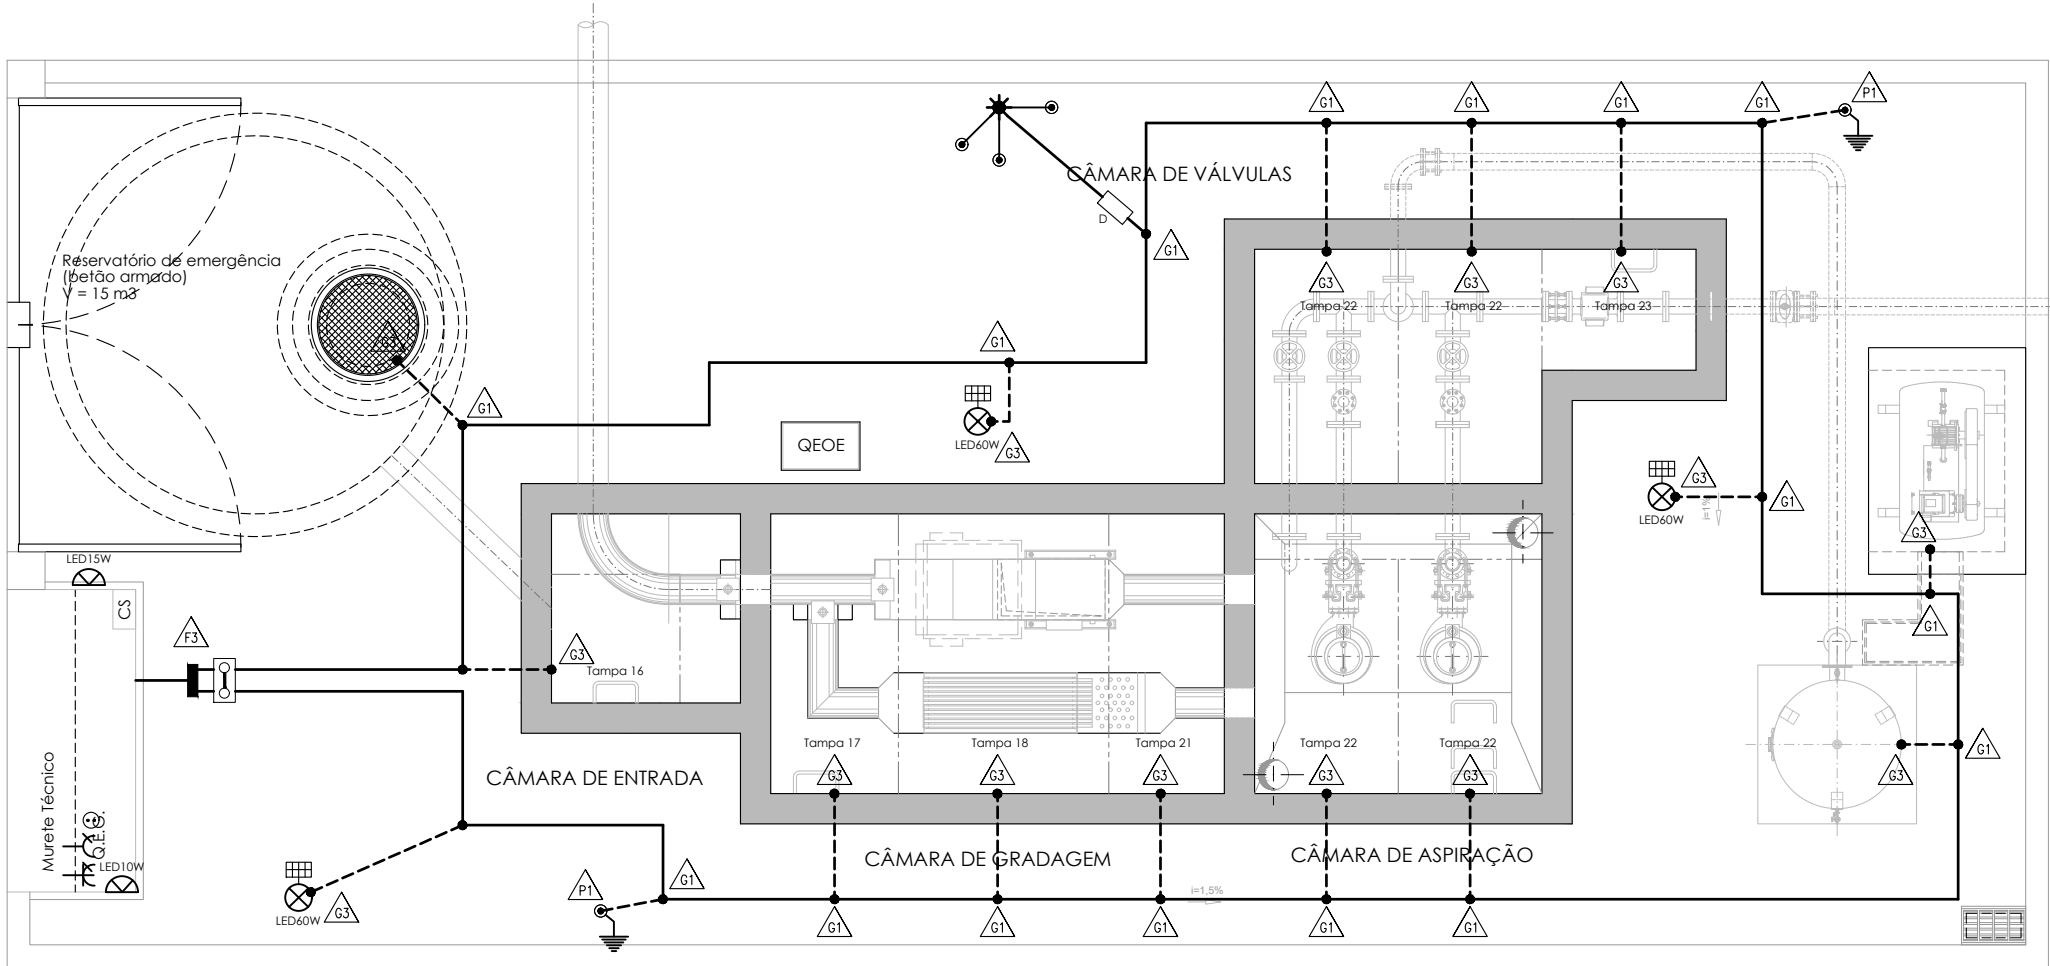 P1
G1
G1
G1
G1
CÂMARA DE VÁLVULAS
D
G1
Reservatório de emergência
(betão armado)
V = 15 m3
G3
G3
G3
Tampa 22
Tampa 22
Tampa 23
G1
G1
LED60W
G3
QEOE
G3
LED60W
i=1%
G1
G3
LED15W
CS
F3
G3
Tampa 16
G1
Tampa 17
Tampa 18
Tampa 21
Tampa 22
Tampa 22
G1
G3
G3
G3
G3
G3
G3
CÂMARA DE ENTRADA
Murete Técnico
Q.E.G.
LED10W
CÂMARA DE GRADAGEM
CÂMARA DE ASPIRAÇÃO
P1
G1
i=1,5%
LED60W
G3
G1
G1
G1
G1
G1